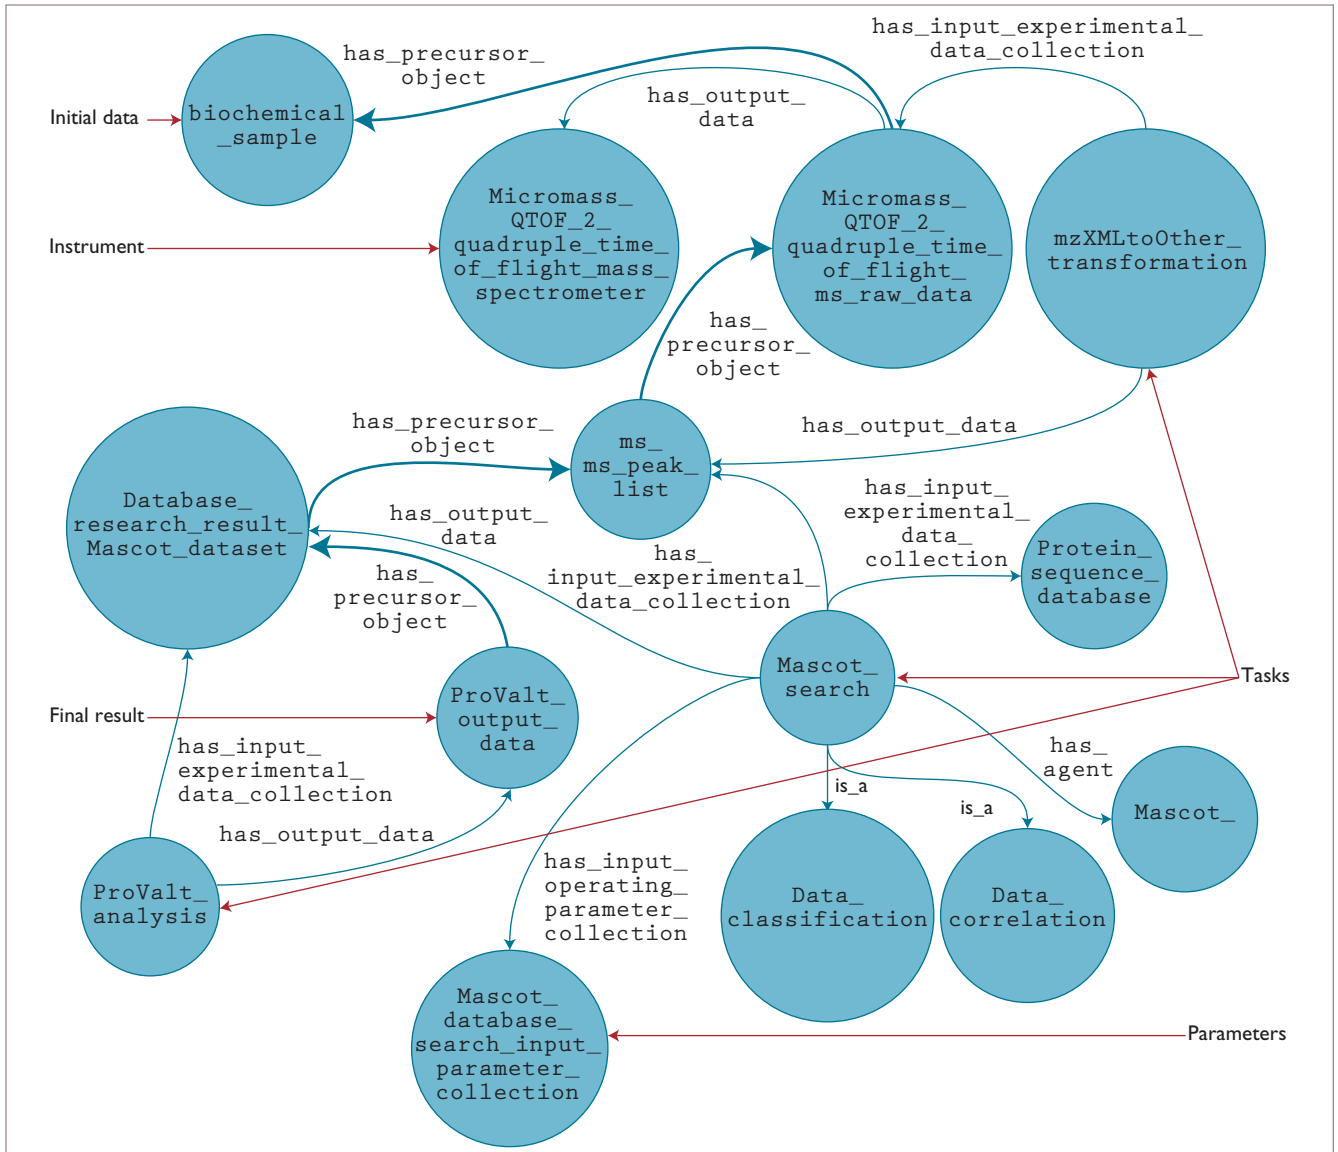 has_input_experimental_
data_collection
has_precursor_
object
has_output_
data
Initial data
biochemical
_sample
Micromass_
QTOF_2_
quadruple_time_
of_flight_mass_
spectrometer
Micromass_
QTOF_2_
quadruple_time_
of_flight_
ms_raw_data
mzXMLtoOther_
transformation
Instrument
has_
precursor_
object
has_precursor_
object
ms_
ms_peak_
list
has_output_data
Database_
research_result_
Mascot_dataset
has_output_
data
has_input_
experimental_
data_
collection
has_
input_experimental_
data_collection
Protein_
sequence_
database
has_
precursor_
object
Mascot_
search
Tasks
Final result
ProValt_
output_
data
has_input_
experimental_
data_collection
has_
agent
is_a
is_a
Mascot_
has_output_data
ProValt_
analysis
has_input_
operating_
parameter_
collection
Data_
classification
Data_
correlation
Mascot_
database_
search_input_
parameter_
collection
Parameters